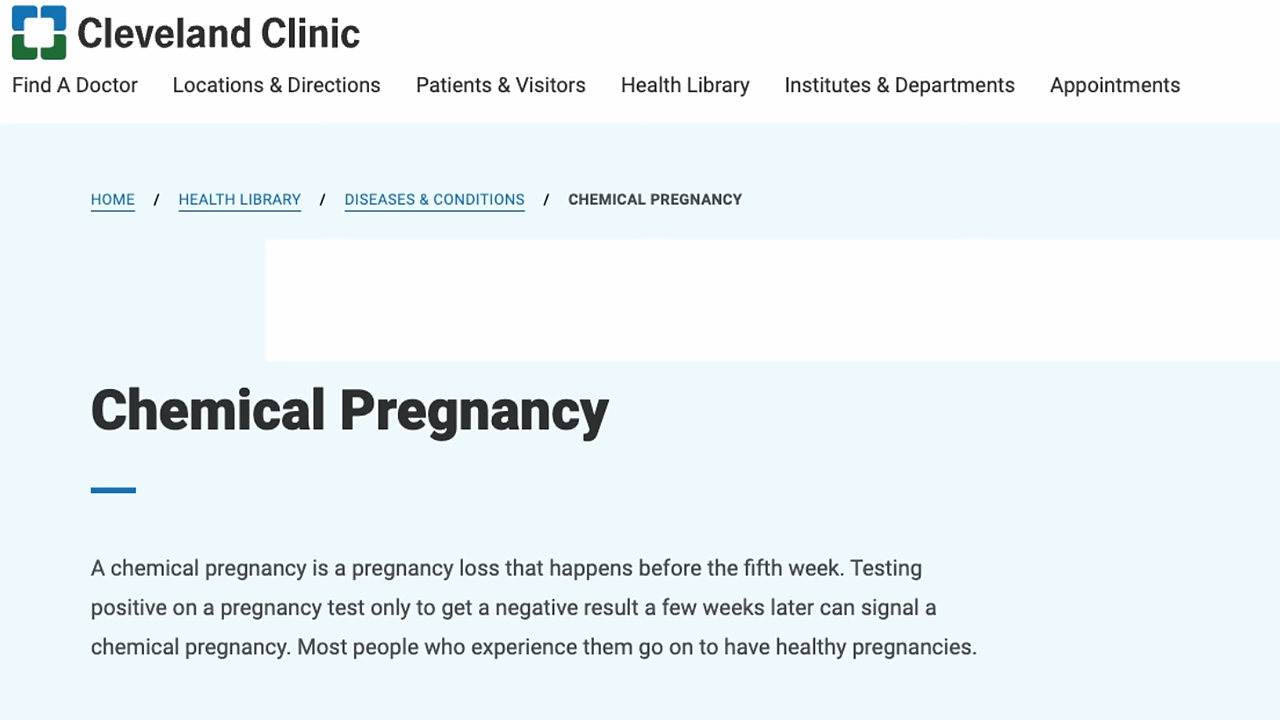 Cleveland Clinic
Find A Doctor Locations & Directions Patients & Visitors Health Library Institutes & Departments Appointments
HOME / HEALTH LIBRARY / DISEASES & CONDITIONS / CHEMICAL PREGNANCY
Chemical Pregnancy
A chemical pregnancy is a pregnancy loss that happens before the fifth week. Testing
positive on a pregnancy test only to get a negative result a few weeks later can signal a
chemical pregnancy. Most people who experience them go on to have healthy pregnancies.